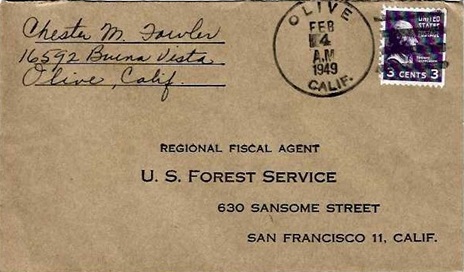 Chester M. Fowler
16592 Buena Vista
Olive, Calif.
OLIVE
FEB
4
A.M
1949
CALIF.
UNITED
STATES
3 CENTS 3
REGIONAL FISCAL AGENT
U. S. FOREST SERVICE
630 SANSOME STREET
SAN FRANCISCO 11, CALIF.